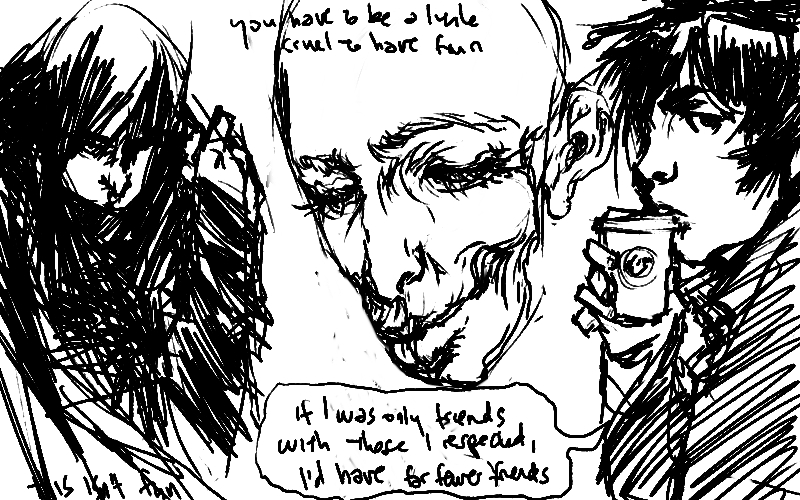 you have to be a little
cruel to have fun
if I was only friends
with those I respected,
I'd have far fewer friends
this isn't fun